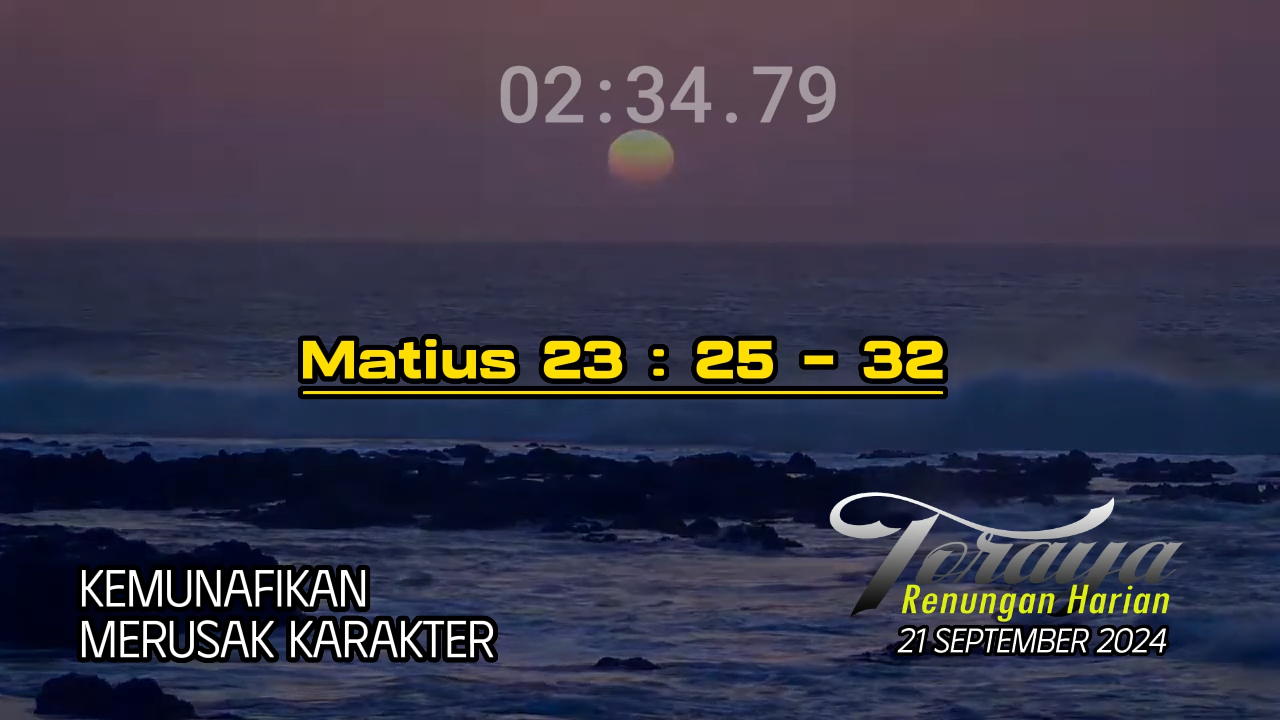 02:34.79
Matius 23 : 25 - 32
KEMUNAFIKAN
MERUSAK KARAKTER
Toraya
Renungan Harian
21 SEPTEMBER 2024